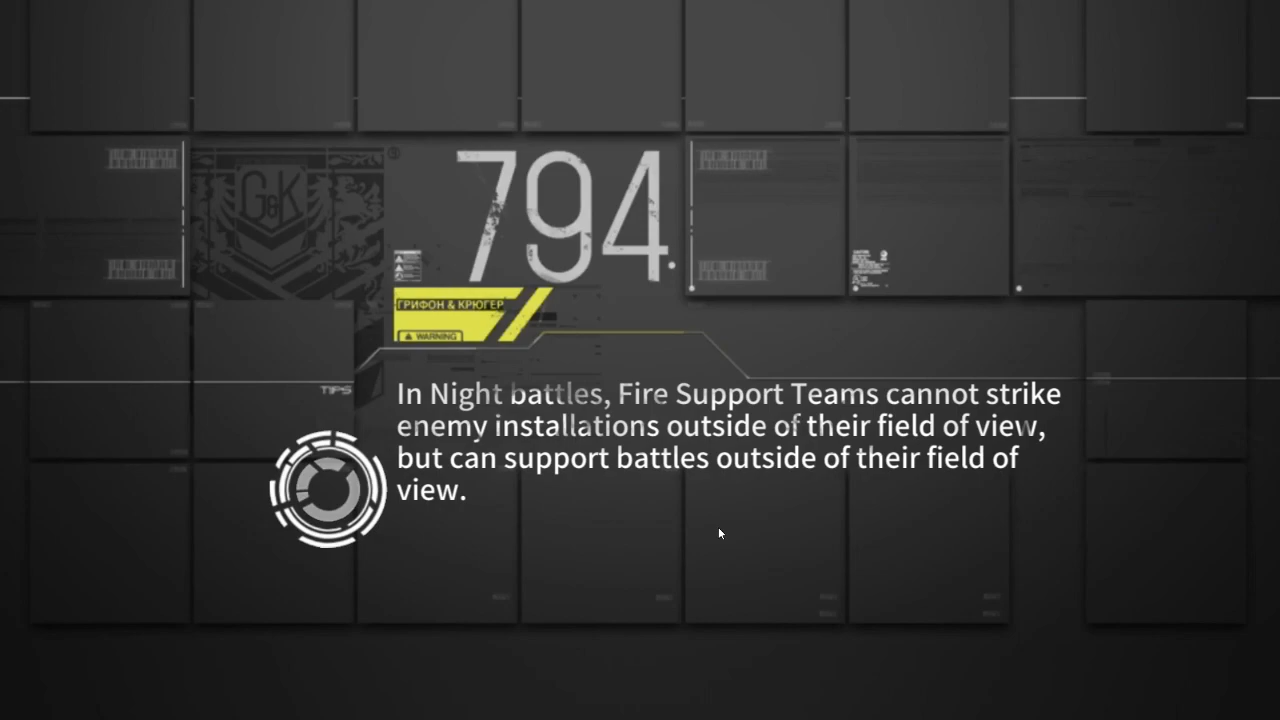 G&K
794.
ГРИФОН & КРЮГЕР
WARNING
TIPS
In Night battles, Fire Support Teams cannot strike
enemy installations outside of their field of view,
but can support battles outside of their field of
view.